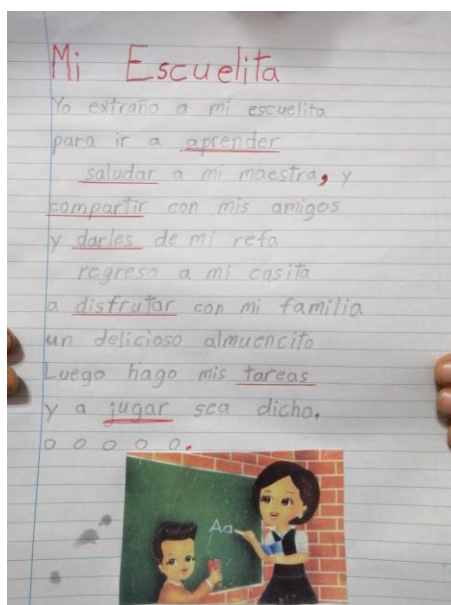 Mi Escuelita
Yo extraño a mi escuelita
para ir a aprender
saludar a mi maestra, y
compartir con mis amigos
y darles de mi refa
regreso a mi casita
a disfrutar con mi familia
un delicioso almuencito
Luego hago mis tareas
y a jugar sea dicho.
o o o o o.
Aa